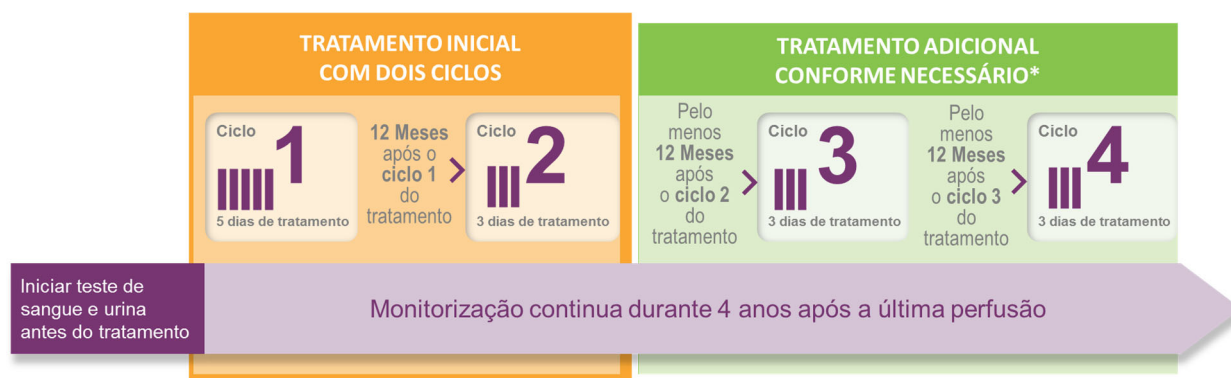 TRATAMENTO INICIAL
COM DOIS CICLOS
Ciclo
1
5 dias de tratamento
12 Meses
após o
ciclo 1
do
tratamento
Ciclo
2
3 dias de tratamento
TRATAMENTO ADICIONAL
CONFORME NECESSÁRIO*
Pelo
menos
12 Meses
após
o ciclo 2
do
tratamento
Ciclo
3
3 dias de tratamento
Pelo
menos
12 Meses
após
o ciclo 3
do
tratamento
Ciclo
4
3 dias de tratamento
Iniciar teste de
sangue e urina
antes do tratamento
Monitorização continua durante 4 anos após a última perfusão